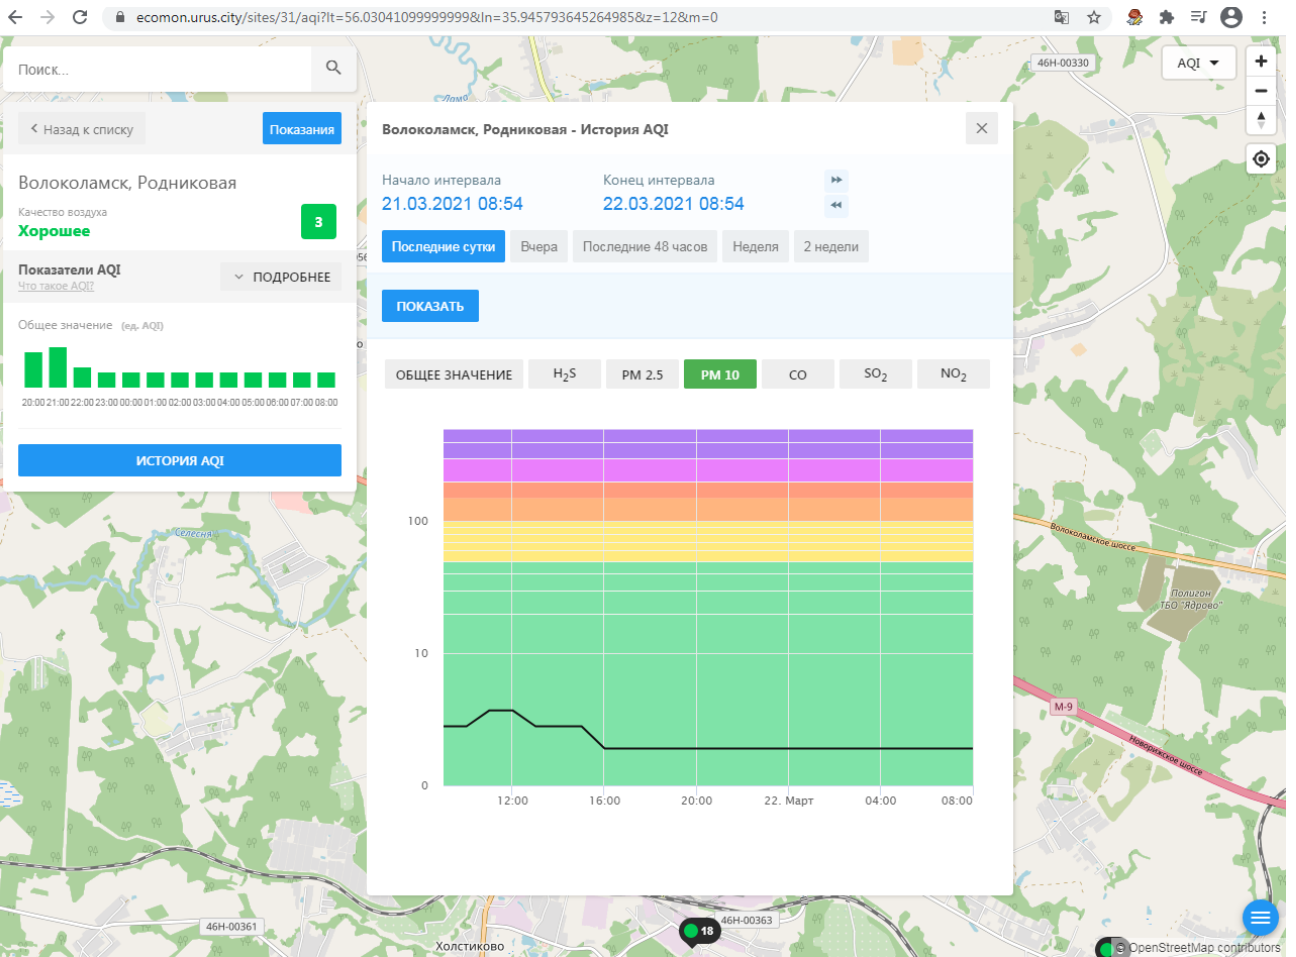 ecomon.urus.city/sites/31/aqi?lt=56.03041099999999&ln=35.945793645264985&z=12&m=0
Поиск...
46Н-00330
AQI
Лама
Назад к списку
Показания
Волоколамск, Родниковая - История AQI
Волоколамск, Родниковая
Начало интервала
Конец интервала
21.03.2021 08:54
22.03.2021 08:54
Качество воздуха
Хорошее
3
Последние сутки
Вчера
Последние 48 часов
Неделя
2 недели
Показатели AQI
Что такое AQI?
ПОДРОБНЕЕ
ПОКАЗАТЬ
Общее значение (ед. AQI)
ОБЩЕЕ ЗНАЧЕНИЕ
H₂S
PM 2.5
PM 10
CO
SO₂
NO₂
20:00 21:00 22:00 23:00 00:00 01:00 02:00 03:00 04:00 05:00 06:00 07:00 08:00
ИСТОРИЯ AQI
100
10
0
12:00
16:00
20:00
22. Март
04:00
08:00
Селесня
Волоколамское шоссе
Полигон
ТБО "Ядрово"
М-9
Новорижское шоссе
46Н-00361
46Н-00363
18
Холстиково
© OpenStreetMap contributors